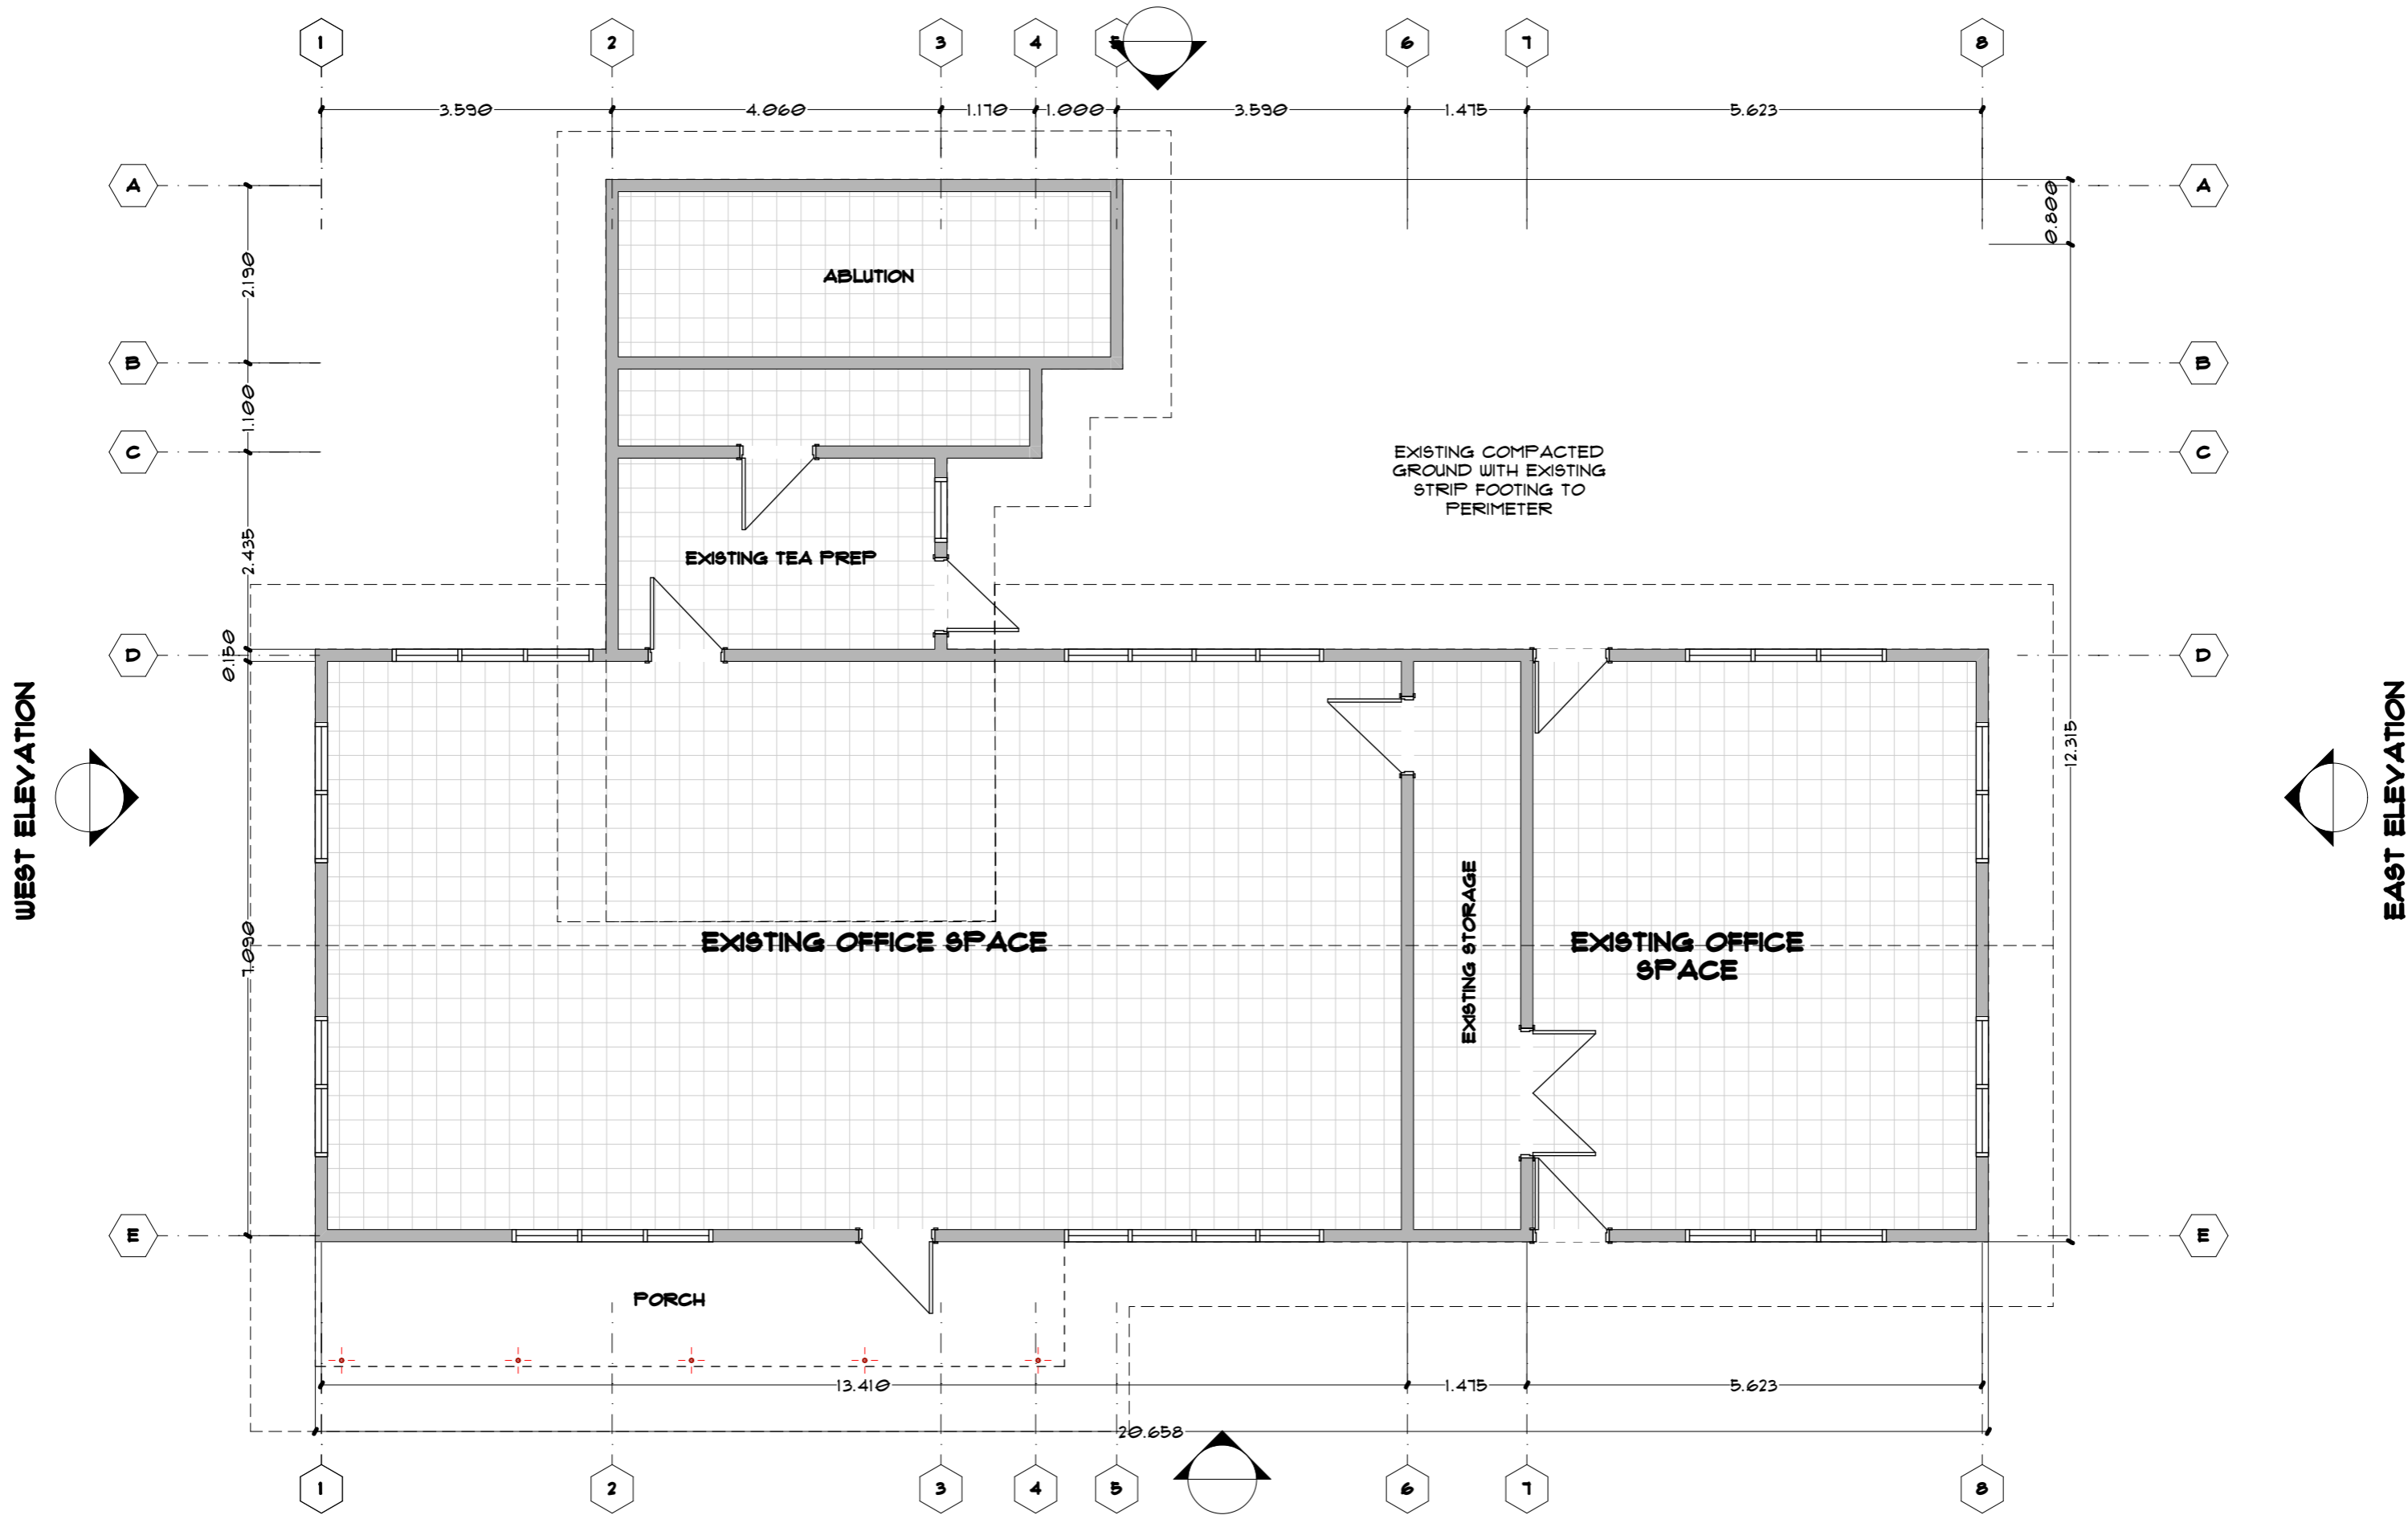 1 2 3 4 5 6 7 8
3.590 4.060 1.170 1.000 3.590 1.475 5.623
A A
0.800
2.190
ABLUTION
B B
1.100
C C
EXISTING COMPACTED
GROUND WITH EXISTING
STRIP FOOTING TO
PERIMETER
2.435
EXISTING TEA PREP
0.150
D D
WEST ELEVATION
EAST ELEVATION
12.315
7.090
EXISTING OFFICE SPACE
EXISTING STORAGE
EXISTING OFFICE
SPACE
E E
PORCH
13.410 1.475 5.623
20.658
1 2 3 4 5 6 7 8